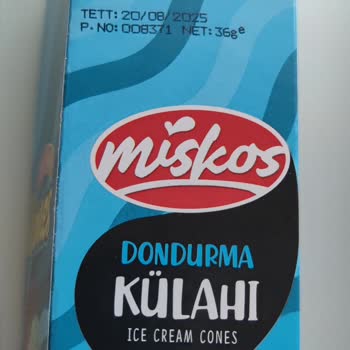 TETT: 20/08/2025
P.NO: 008371 NET: 36g e
miskos
DONDURMA
KÜLAHI
ICE CREAM CONES